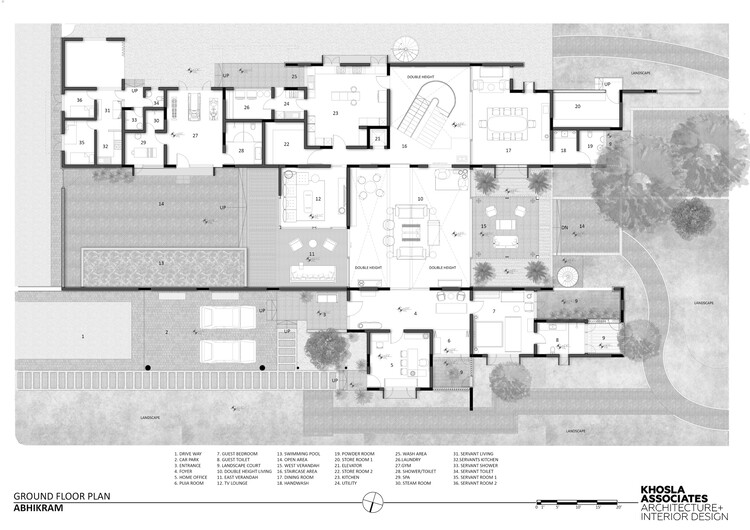 UP
25
DOUBLE HEIGHT
LANDSCAPE
UP
36
31
UP
34
26
24
23
20
33
30
27
21
35
32
29
28
22
16
17
18
19
12
10
14
15
DN
14
UP
11
13
DOUBLE HEIGHT
DOUBLE HEIGHT
9
UP
3
4
7
LANDSCAPE
1
2
UP
6
8
9
5
9
UP
LANDSCAPE
LANDSCAPE
1. DRIVE WAY
2. CAR PARK
3. ENTRANCE
4. FOYER
5. HOME OFFICE
6. PUJA ROOM
7. GUEST BEDROOM
8. GUEST TOILET
9. LANDSCAPE COURT
10. DOUBLE HEIGHT LIVING
11. EAST VERANDAH
12. TV LOUNGE
13. SWIMMING POOL
14. OPEN AREA
15. WEST VERANDAH
16. STAIRCASE AREA
17. DINING ROOM
18. HANDWASH
19. POWDER ROOM
20. STORE ROOM 1
21. ELEVATOR
22. STORE ROOM 2
23. KITCHEN
24. UTILITY
25. WASH AREA
26.LAUNDRY
27.GYM
28. SHOWER/TOILET
29. SPA
30. STEAM ROOM
31. SERVANT LIVING
32.SERVANTS KITCHEN
33. SERVANT SHOWER
34. SERVANT TOILET
35. SERVANT ROOM 1
36. SERVANT ROOM 2
GROUND FLOOR PLAN
ABHIKRAM
0 1' 5' 10' 15' 20'
KHOSLA
ASSOCIATES
ARCHITECTURE+
INTERIOR DESIGN